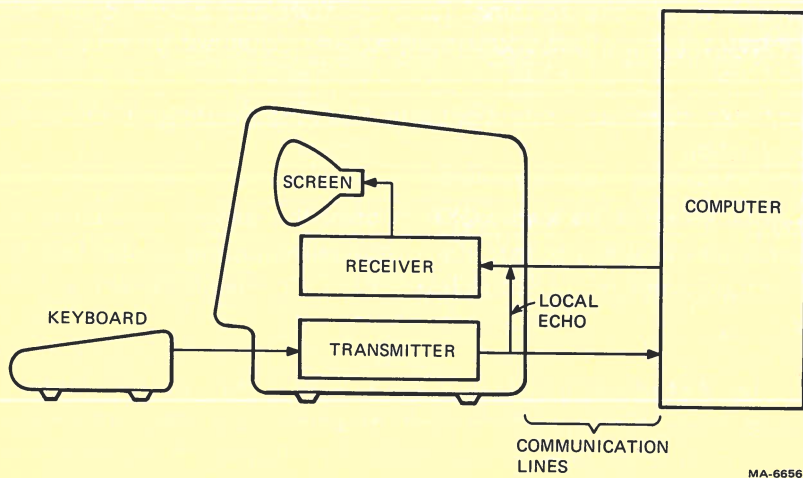 SCREEN
COMPUTER
RECEIVER
LOCAL
ECHO
KEYBOARD
TRANSMITTER
COMMUNICATION
LINES
MA-6656